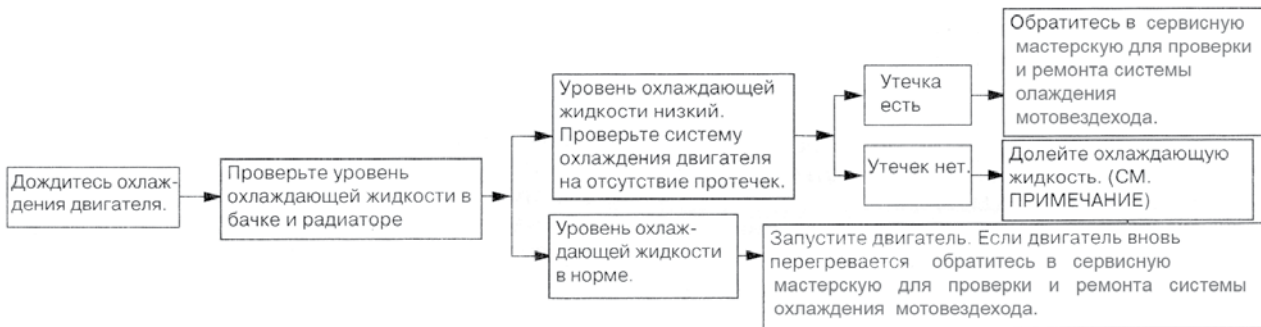 Дождитесь охлаж-
дения двигателя.
Проверьте уровень
охлаждающей жидкости в
бачке и радиаторе
Уровень охлаждающей
жидкости низкий.
Проверьте систему
охлаждения двигателя
на отсутствие протечек.
Утечка
есть
Обратитесь в сервисную
мастерскую для проверки
и ремонта системы
олаждения
мотовездехода.
Утечек нет.
Долейте охлаждающую
жидкость. (СМ.
ПРИМЕЧАНИЕ)
Уровень охлаж-
дающей жидкости
в норме.
Запустите двигатель. Если двигатель вновь
перегревается обратитесь в сервисную
мастерскую для проверки и ремонта системы
охлаждения мотовездехода.